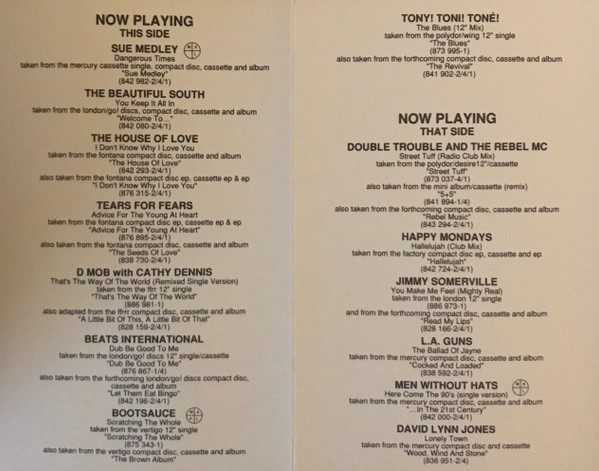 NOW PLAYING
THIS SIDE
SUE MEDLEY
Dangerous Times
taken from the mercury cassette single, compact disc, cassette and album
"Sue Medley"
(842 982-2/4/1)
THE BEAUTIFUL SOUTH
You Keep It All In
taken from the london/go! discs, compact disc, cassette and album
"Welcome To..."
(842 080-2/4/1)
THE HOUSE OF LOVE
I Don't Know Why I Love You
taken from the fontana compact disc, cassette and album
"The House Of Love"
(842 293-2/4/1)
also taken from the fontana compact disc ep, cassette ep & ep
"I Don't Know Why I Love You"
(876 315-2/4/1)
TEARS FOR FEARS
Advice For The Young At Heart
taken from the fontana compact disc ep, cassette ep & ep
"Advice For The Young At Heart"
(876 895-2/4/1)
also taken from the fontana compact disc, cassette and album
"The Seeds Of Love"
(838 730-2/4/1)
D MOB with CATHY DENNIS
That's The Way Of The World (Remixed Single Version)
taken from the ffrr 12" single
"That's The Way Of The World"
(886 981-1)
also adapted from the ffrr compact disc, cassette and album
"A Little Bit Of This, A Little Bit Of That"
(828 159-2/4/1)
BEATS INTERNATIONAL
Dub Be Good To Me
taken from the london/go! discs 12" single/cassette
"Dub Be Good To Me"
(876 867-1/4)
also taken from the forthcoming london/go! discs compact disc,
cassette and album
"Let Them Eat Bingo"
(842 196-2/4/1)
BOOTSAUCE
Scratching The Whole
taken from the vertigo 12" single
"Scratching The Whole"
(875 343-1)
also taken from the vertigo compact disc, cassette and album
"The Brown Album"
TONY! TONI! TONÉ!
The Blues (12" Mix)
taken from the polydor/wing 12" single
"The Blues"
(873 995-1)
also taken from the forthcoming compact disc, cassette and album
"The Revival"
(841 902-2/4/1)
NOW PLAYING
THAT SIDE
DOUBLE TROUBLE AND THE REBEL MC
Street Tuff (Radio Club Mix)
taken from the polydor/desire12"/cassette
"Street Tuff"
(873 037-4/1)
also taken from the mini album/cassette (remix)
"5+5"
(841 894-1/4)
also taken from the forthcoming compact disc, cassette and album
"Rebel Music"
(843 294-2/4/1)
HAPPY MONDAYS
Hallelujah (Club Mix)
taken from the factory compact disc ep, cassette and ep
"Hallelujah"
(842 724-2/4/1)
JIMMY SOMERVILLE
You Make Me Feel (Mighty Real)
taken from the london 12" single
(886 973-1)
and from the forthcoming compact disc, cassette and album
"Read My Lips"
(828 166-2/4/1)
L.A. GUNS
The Ballad Of Jayne
taken from the mercury compact disc, cassette and album
"Cocked And Loaded"
(838 592-2/4/1)
MEN WITHOUT HATS
Here Come The 90's (single version)
taken from the mercury compact disc, cassette and album
"...In The 21st Century"
(842 000-2/4/1)
DAVID LYNN JONES
Lonely Town
taken from the mercury compact disc and cassette
"Wood, Wind And Stone"
(836 951-2/4)